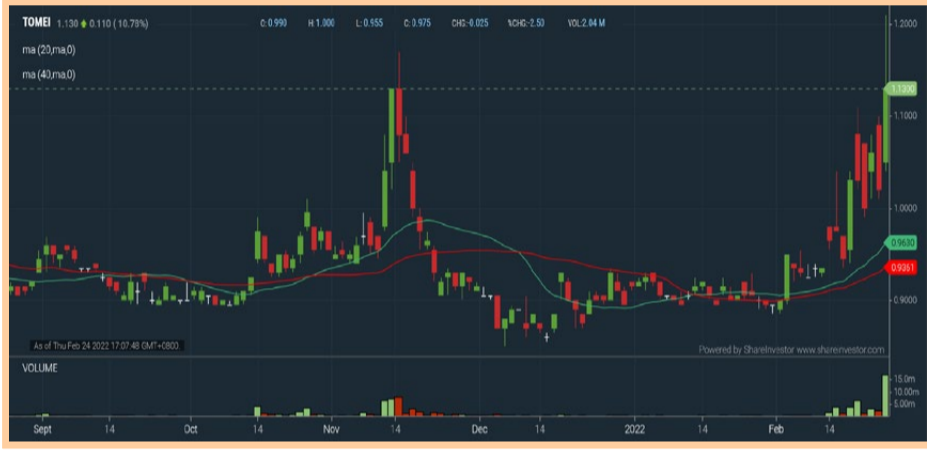 TOMEI 1.130 0.110 (10.78%) C: 0.990 H: 1.000 L: 0.955 C: 0.975 CHG:-0.025 %CHG:-2.50 VOL:2.04 M
ma (20,ma,0)
ma (40,ma,0)
1.2000
1.1300
1.1000
1.0000
0.9630
0.9361
0.9000
As of Thu Feb 24 2022 17:07:48 GMT+0800
Powered by ShareInvestor www.shareinvestor.com
VOLUME
15.0m
10.00m
5.00m
Sept 14 Oct 14 Nov 14 Dec 14 2022 Feb 14